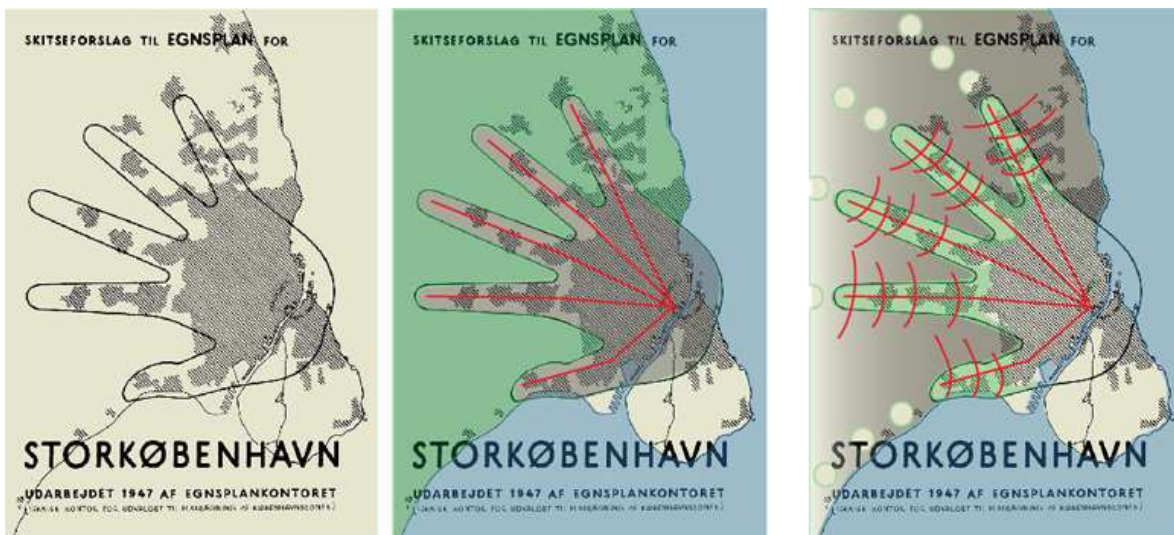 SKITSEFORSLAG TIL EGNSPLAN FOR
STORKØBENHAVN
UDARBEJDET 1947 AF EGNSPLANKONTORET
SKITSEFORSLAG TIL EGNSPLAN FOR
STORKØBENHAVN
UDARBEJDET 1947 AF EGNSPLANKONTORET
SKITSEFORSLAG TIL EGNSPLAN FOR
STORKØBENHAVN
UDARBEJDET 1947 AF EGNSPLANKONTORET